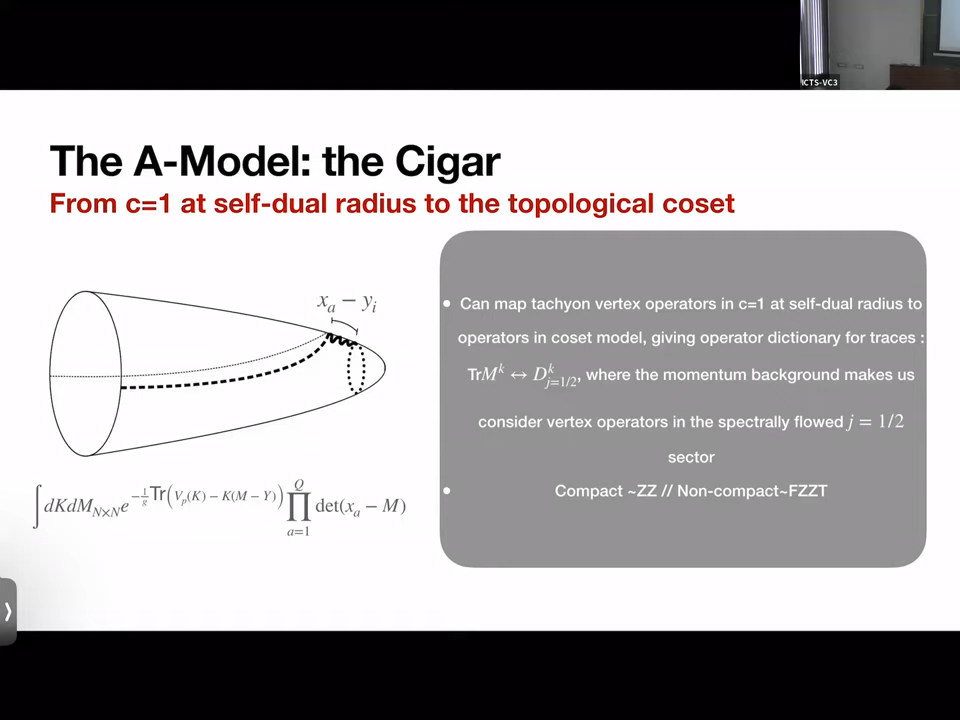 ICTS-VC3
The A-Model: the Cigar
From c=1 at self-dual radius to the topological coset
x_a − y_i
∫ dK dM_{N×N} e^{−\frac{1}{g} Tr(V_p(K) − K(M − Y))} ∏_{a=1}^{Q} det(x_a − M)
• Can map tachyon vertex operators in c=1 at self-dual radius to
operators in coset model, giving operator dictionary for traces :
TrM^k ↔ D^k_{j=1/2}, where the momentum background makes us
consider vertex operators in the spectrally flowed j = 1/2
sector
• Compact ~ZZ // Non-compact~FZZT